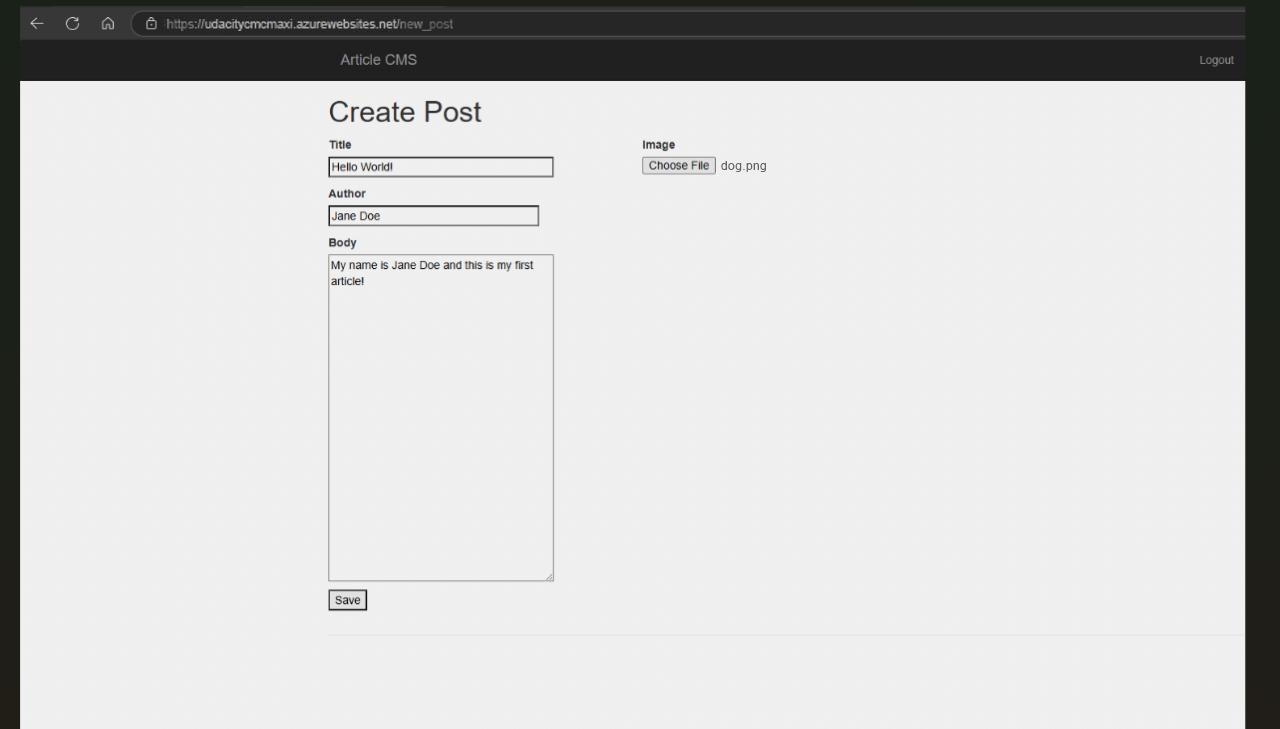 https://udacitycmcmaxi.azurewebsites.net/new_post
Article CMS
Logout
Create Post
Title
Hello World!
Image
Choose File dog.png
Author
Jane Doe
Body
My name is Jane Doe and this is my first
article!
Save